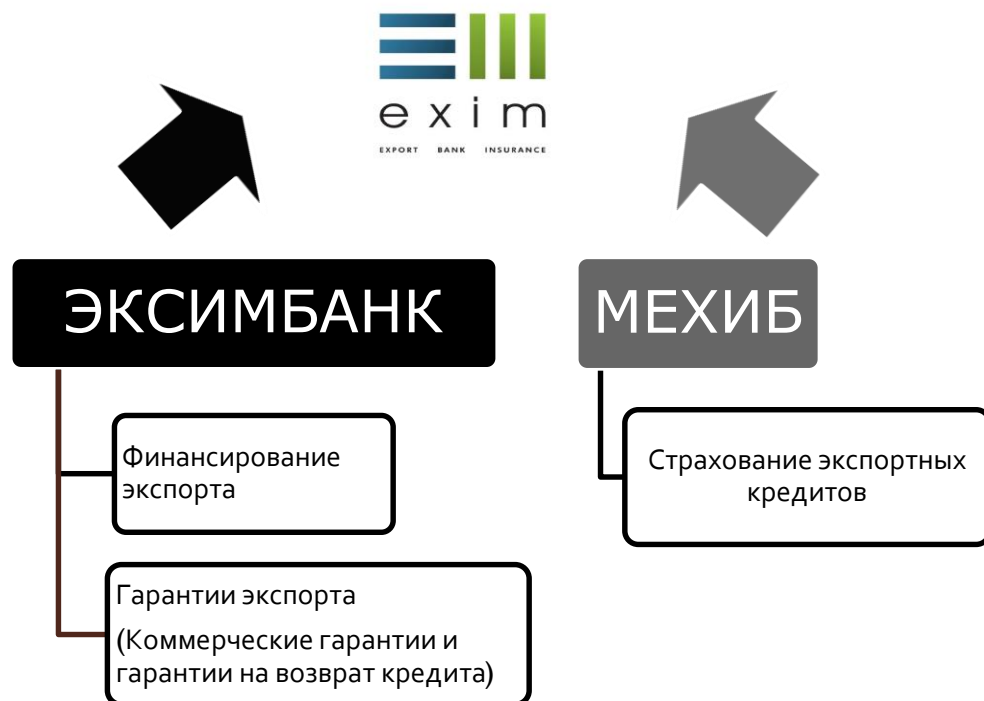 exim
EXPORT BANK INSURANCE
ЭКСИМБАНК
МЕХИБ
Финансирование
экспорта
Страхование экспортных
кредитов
Гарантии экспорта
(Коммерческие гарантии и
гарантии на возврат кредита)